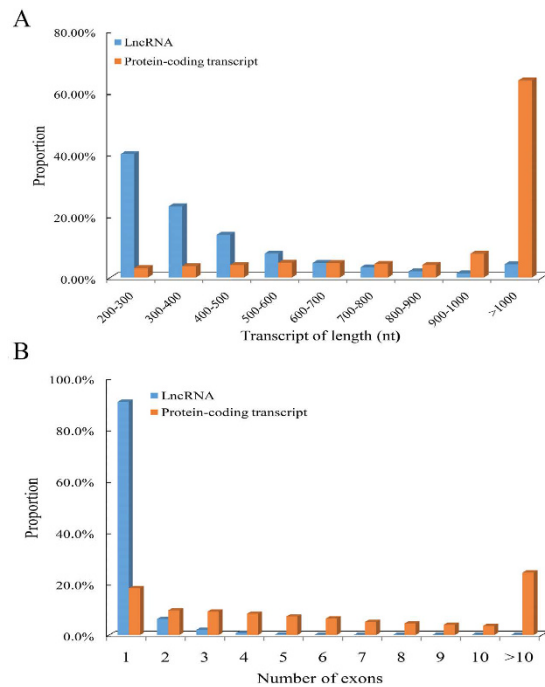 A
80.00%
LncRNA
Protein-coding transcript
60.00%
Proportion
40.00%
20.00%
0.00%
200-300 300-400 400-500 500-600 600-700 700-800 800-900 900-1000 >1000
Transcript of length (nt)
B
100.0%
LncRNA
Protein-coding transcript
80.0%
60.0%
Proportion
40.0%
20.0%
0.0%
1 2 3 4 5 6 7 8 9 10 >10
Number of exons